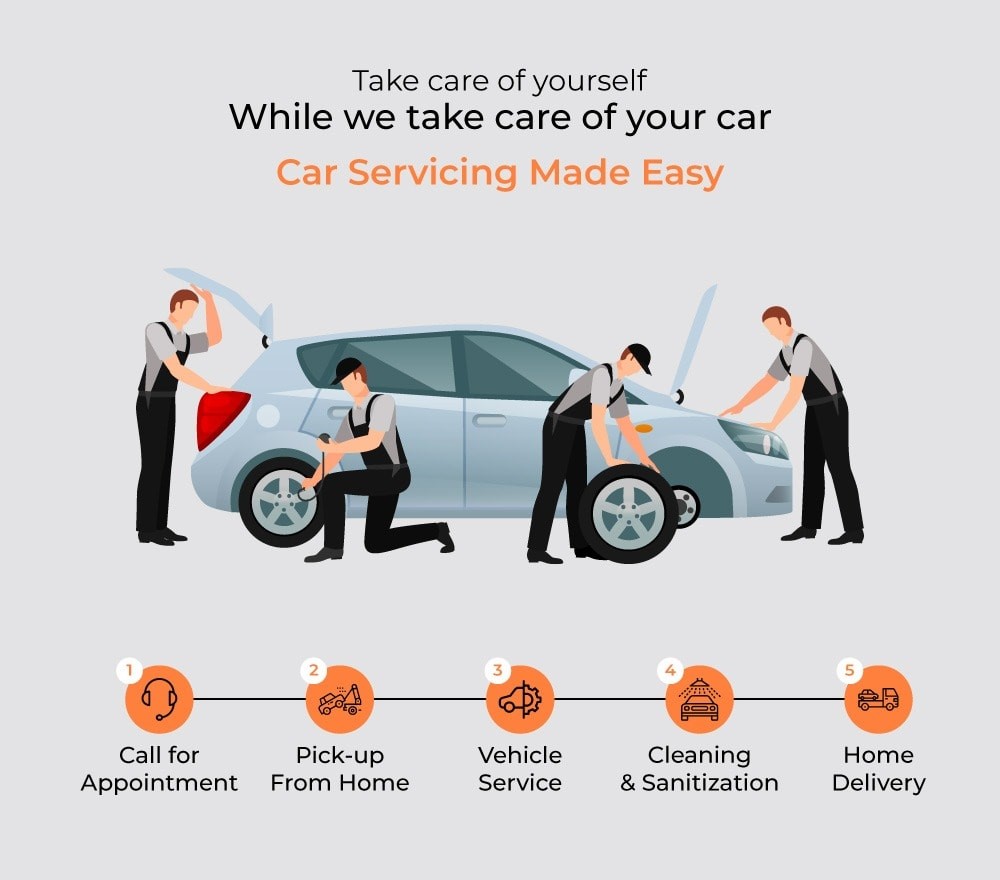 Take care of yourself
While we take care of your car
Car Servicing Made Easy
1
2
3
4
5
Call for
Appointment
Pick-up
From Home
Vehicle
Service
Cleaning
& Sanitization
Home
Delivery